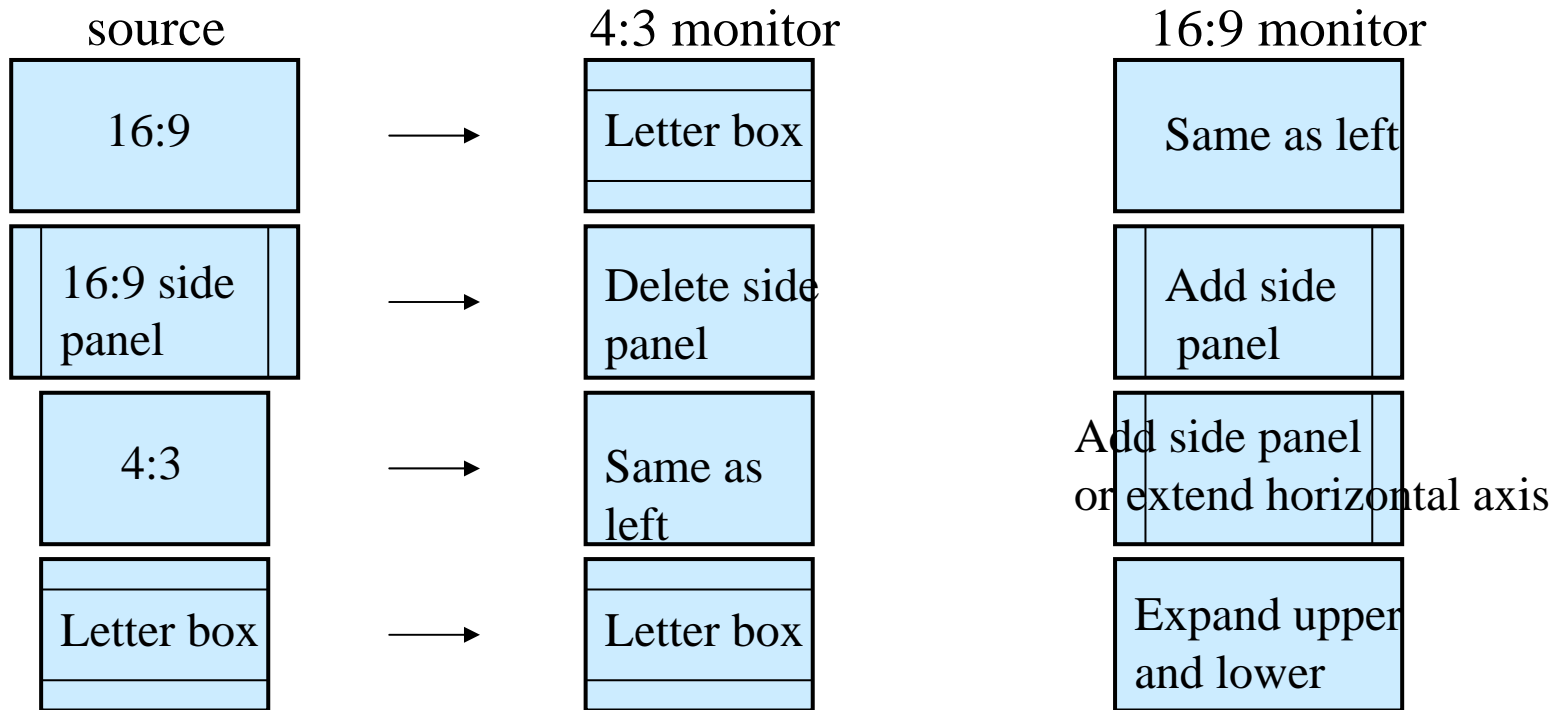 source
4:3 monitor
16:9 monitor
16:9
Letter box
Same as left
16:9 side
panel
Delete side
panel
Add side
panel
4:3
Same as
left
Add side panel
or extend horizontal axis
Letter box
Letter box
Expand upper
and lower